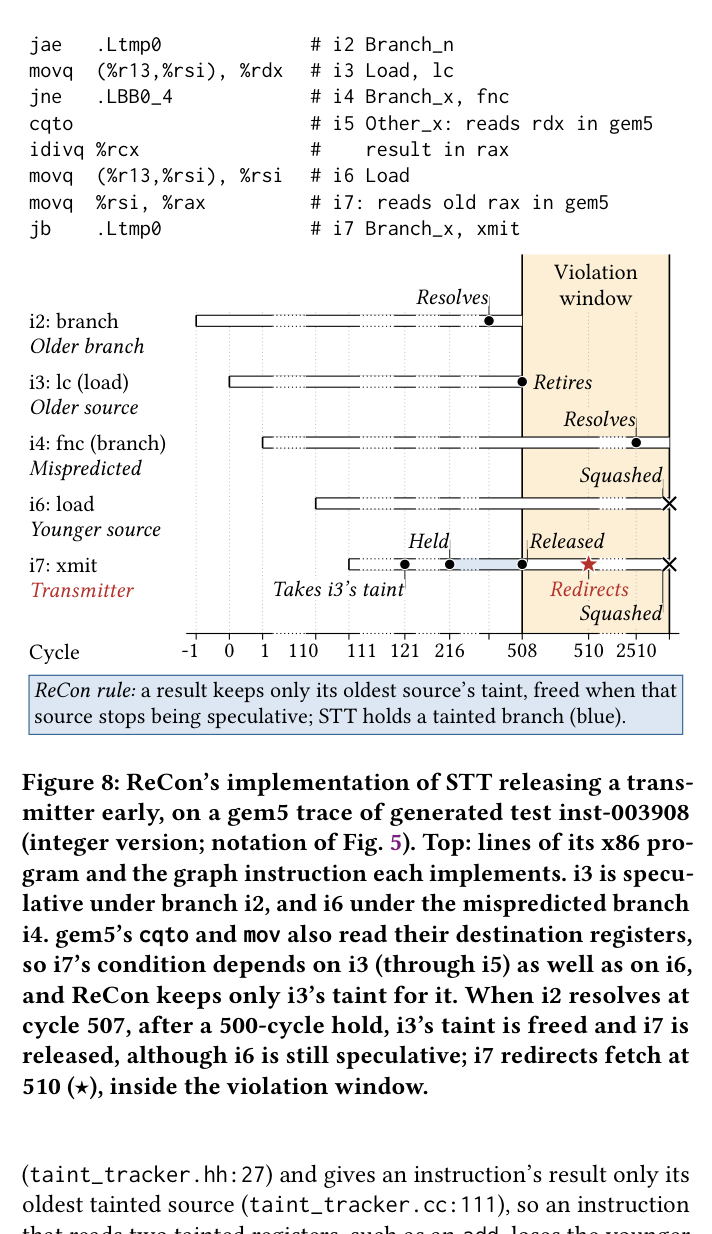 jae .Ltmp0 # i2 Branch_n
movq (%r13,%rsi), %rdx # i3 Load, lc
jne .LBB0_4 # i4 Branch_x, fnc
cqto # i5 Other_x: reads rdx in gem5
idivq %rcx # result in rax
movq (%r13,%rsi), %rsi # i6 Load
movq %rsi, %rax # i7: reads old rax in gem5
jb .Ltmp0 # i7 Branch_x, xmit
Violation
window
Resolves
i2: branch
Older branch
i3: lc (load)
Retires
Older source
Resolves
i4: fnc (branch)
Mispredicted
Squashed
i6: load
Younger source
Held
Released
i7: xmit
Transmitter
Takes i3's taint
Redirects
Squashed
Cycle
-1 0 1 110 111 121 216 508 510 2510
ReCon rule: a result keeps only its oldest source's taint, freed when that
source stops being speculative; STT holds a tainted branch (blue).
Figure 8: ReCon's implementation of STT releasing a trans-
mitter early, on a gem5 trace of generated test inst-003908
(integer version; notation of Fig. 5). Top: lines of its x86 pro-
gram and the graph instruction each implements. i3 is specu-
lative under branch i2, and i6 under the mispredicted branch
i4. gem5's cqto and mov also read their destination registers,
so i7's condition depends on i3 (through i5) as well as on i6,
and ReCon keeps only i3's taint for it. When i2 resolves at
cycle 507, after a 500-cycle hold, i3's taint is freed and i7 is
released, although i6 is still speculative; i7 redirects fetch at
510 (★), inside the violation window.
(taint_tracker.hh:27) and gives an instruction's result only its
oldest tainted source (taint_tracker.cc:111), so an instruction
that reads two tainted registers, such as an add, loses the younger